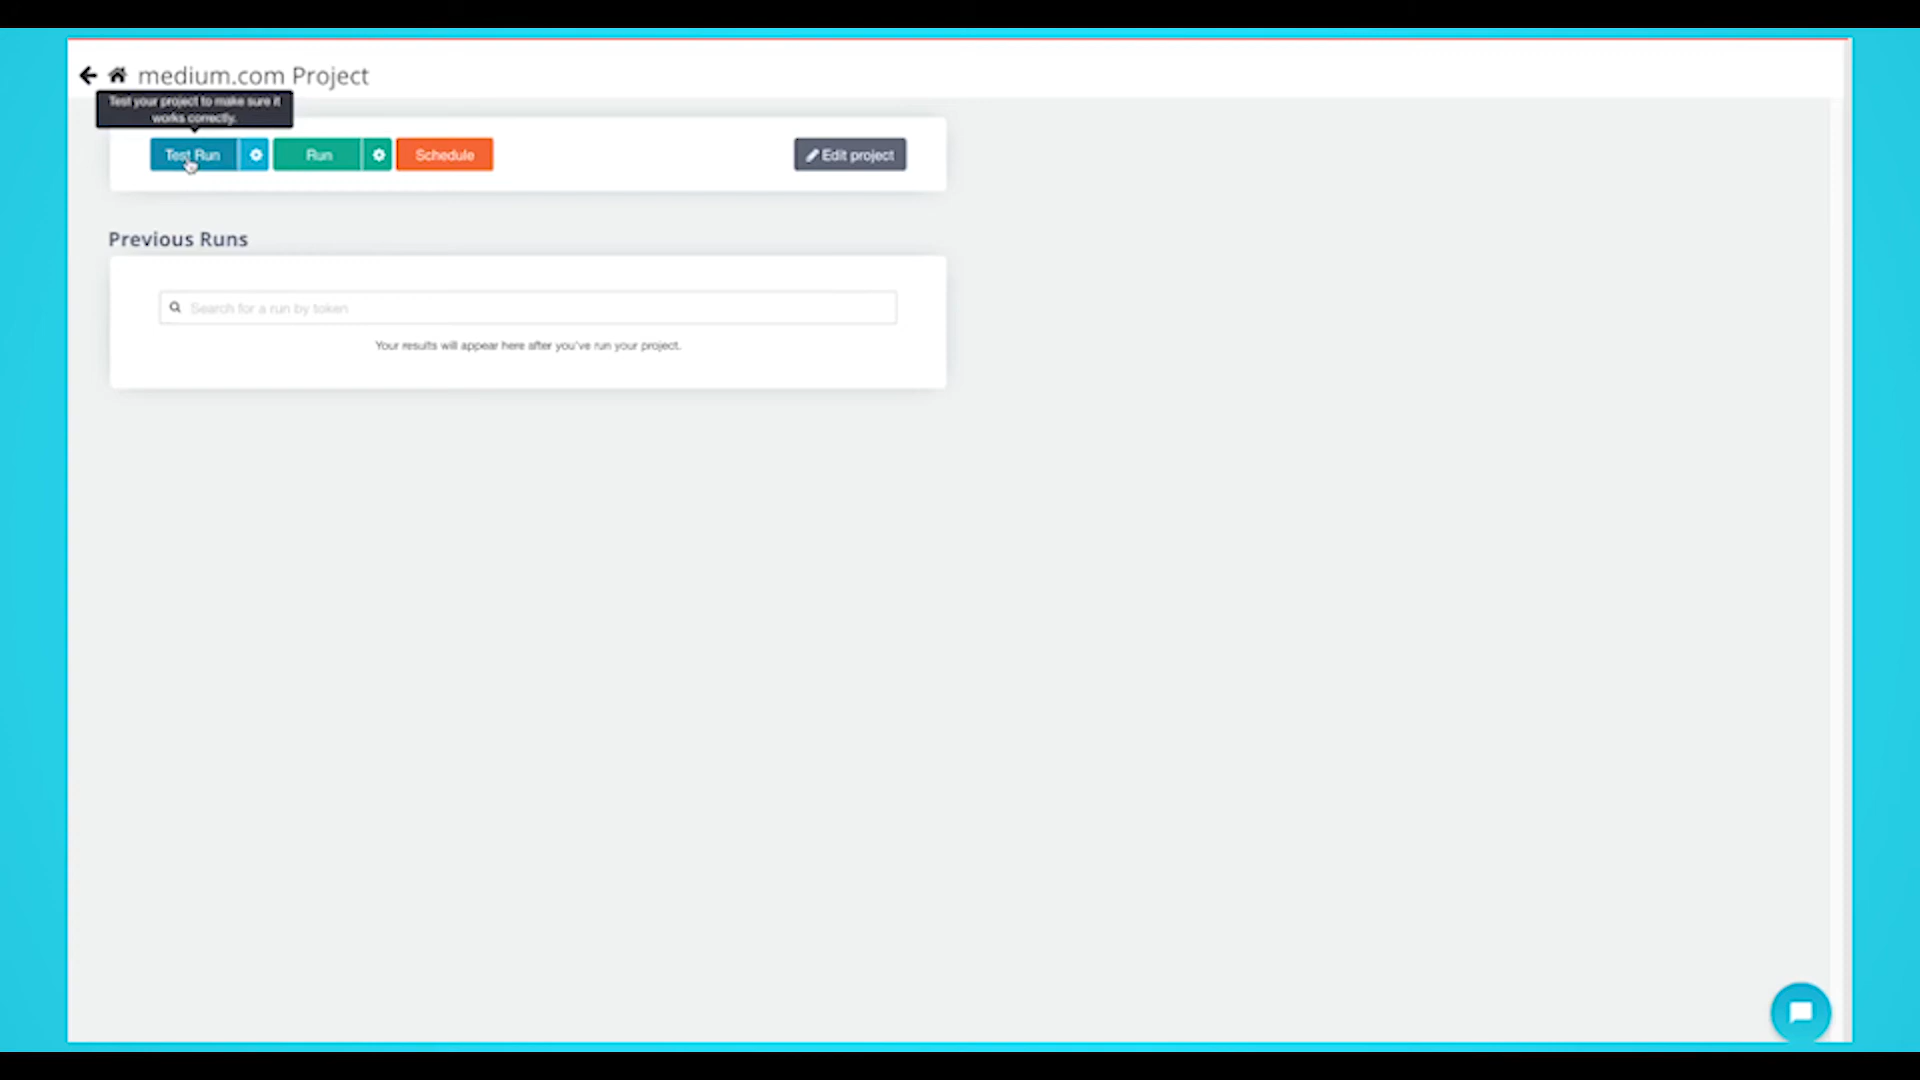 medium.com Project
Test your project to make sure it
works correctly.
Test Run
Run
Schedule
Edit project
Previous Runs
Search for a run by token
Your results will appear here after you've run your project.